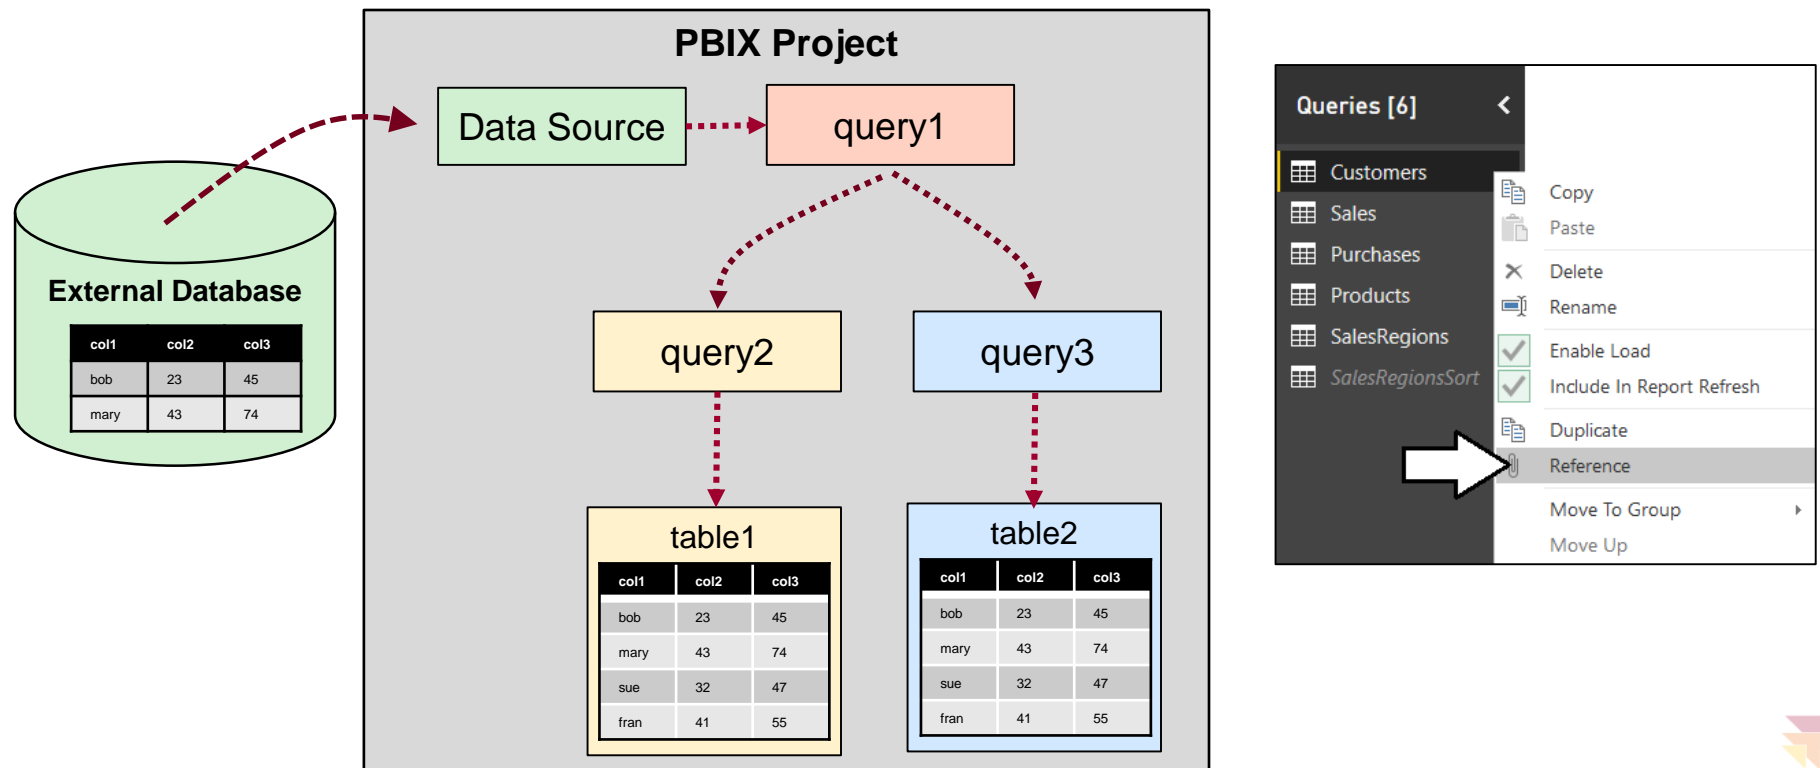 PBIX Project
Data Source
query1
External Database
col1 col2 col3
bob 23 45
mary 43 74
query2
query3
table1
col1 col2 col3
bob 23 45
mary 43 74
sue 32 47
fran 41 55
table2
col1 col2 col3
bob 23 45
mary 43 74
sue 32 47
fran 41 55
Queries [6]
Customers
Sales
Purchases
Products
SalesRegions
SalesRegionsSort
Copy
Paste
Delete
Rename
Enable Load
Include In Report Refresh
Duplicate
Reference
Move To Group
Move Up